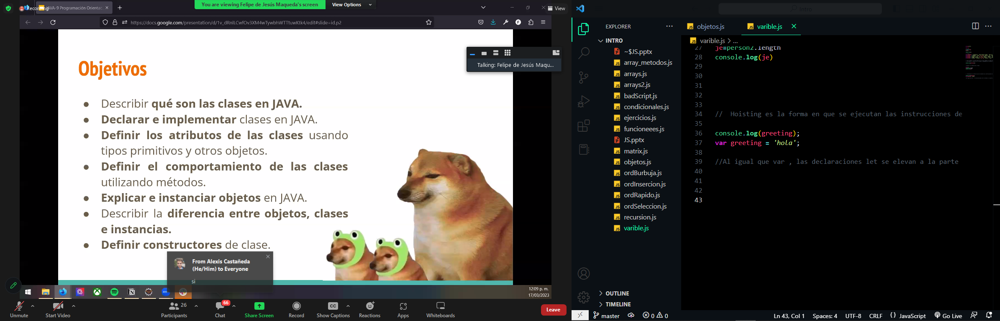 Recording
JAVA-9 Programación Orientac...
You are viewing Felipe de Jesús Maqueda's screen
View Options
View
https://docs.google.com/presentation/d/1v_dRnlLCwfOv3XM4wTywbhWTTtuwKtk4/edit#slide=id.p2
Talking: Felipe de Jesús Maqu...
Objetivos
● Describir qué son las clases en JAVA.
● Declarar e implementar clases en JAVA.
● Definir los atributos de las clases usando
tipos primitivos y otros objetos.
● Definir el comportamiento de las clases
utilizando métodos.
● Explicar e instanciar objetos en JAVA.
● Describir la diferencia entre objetos, clases
e instancias.
● Definir constructores de clase.
From Alexis Castañeda
(He/Him) to Everyone
si
12:09 p. m.
17/03/2023
Unmute
Start Video
26
Participants
66
Chat
Share Screen
Record
CC
Show Captions
Reactions
Apps
Whiteboards
Leave
Intro
EXPLORER
INTRO
~$JS.pptx
array_metodos.js
arrays.js
arrays2.js
badScript.js
condicionales.js
ejercicios.js
funcioneees.js
JS.pptx
matrix.js
objetos.js
ordBurbuja.js
ordInsercion.js
ordRapido.js
ordSeleccion.js
recursion.js
varible.js
OUTLINE
TIMELINE
JS objetos.js
JS varible.js
JS varible.js > ...
27 je=person2.length
28 console.log(je)
29
30
31
32
33
34 //  Hoisting es la forma en que se ejecutan las instrucciones de
35
36 console.log(greeting);
37 var greeting = 'hola';
38
39 //Al igual que var , las declaraciones let se elevan a la parte
40
41
42
43
master
0 0
Ln 43, Col 1
Spaces: 4
UTF-8
CRLF
{} JavaScript
Go Live